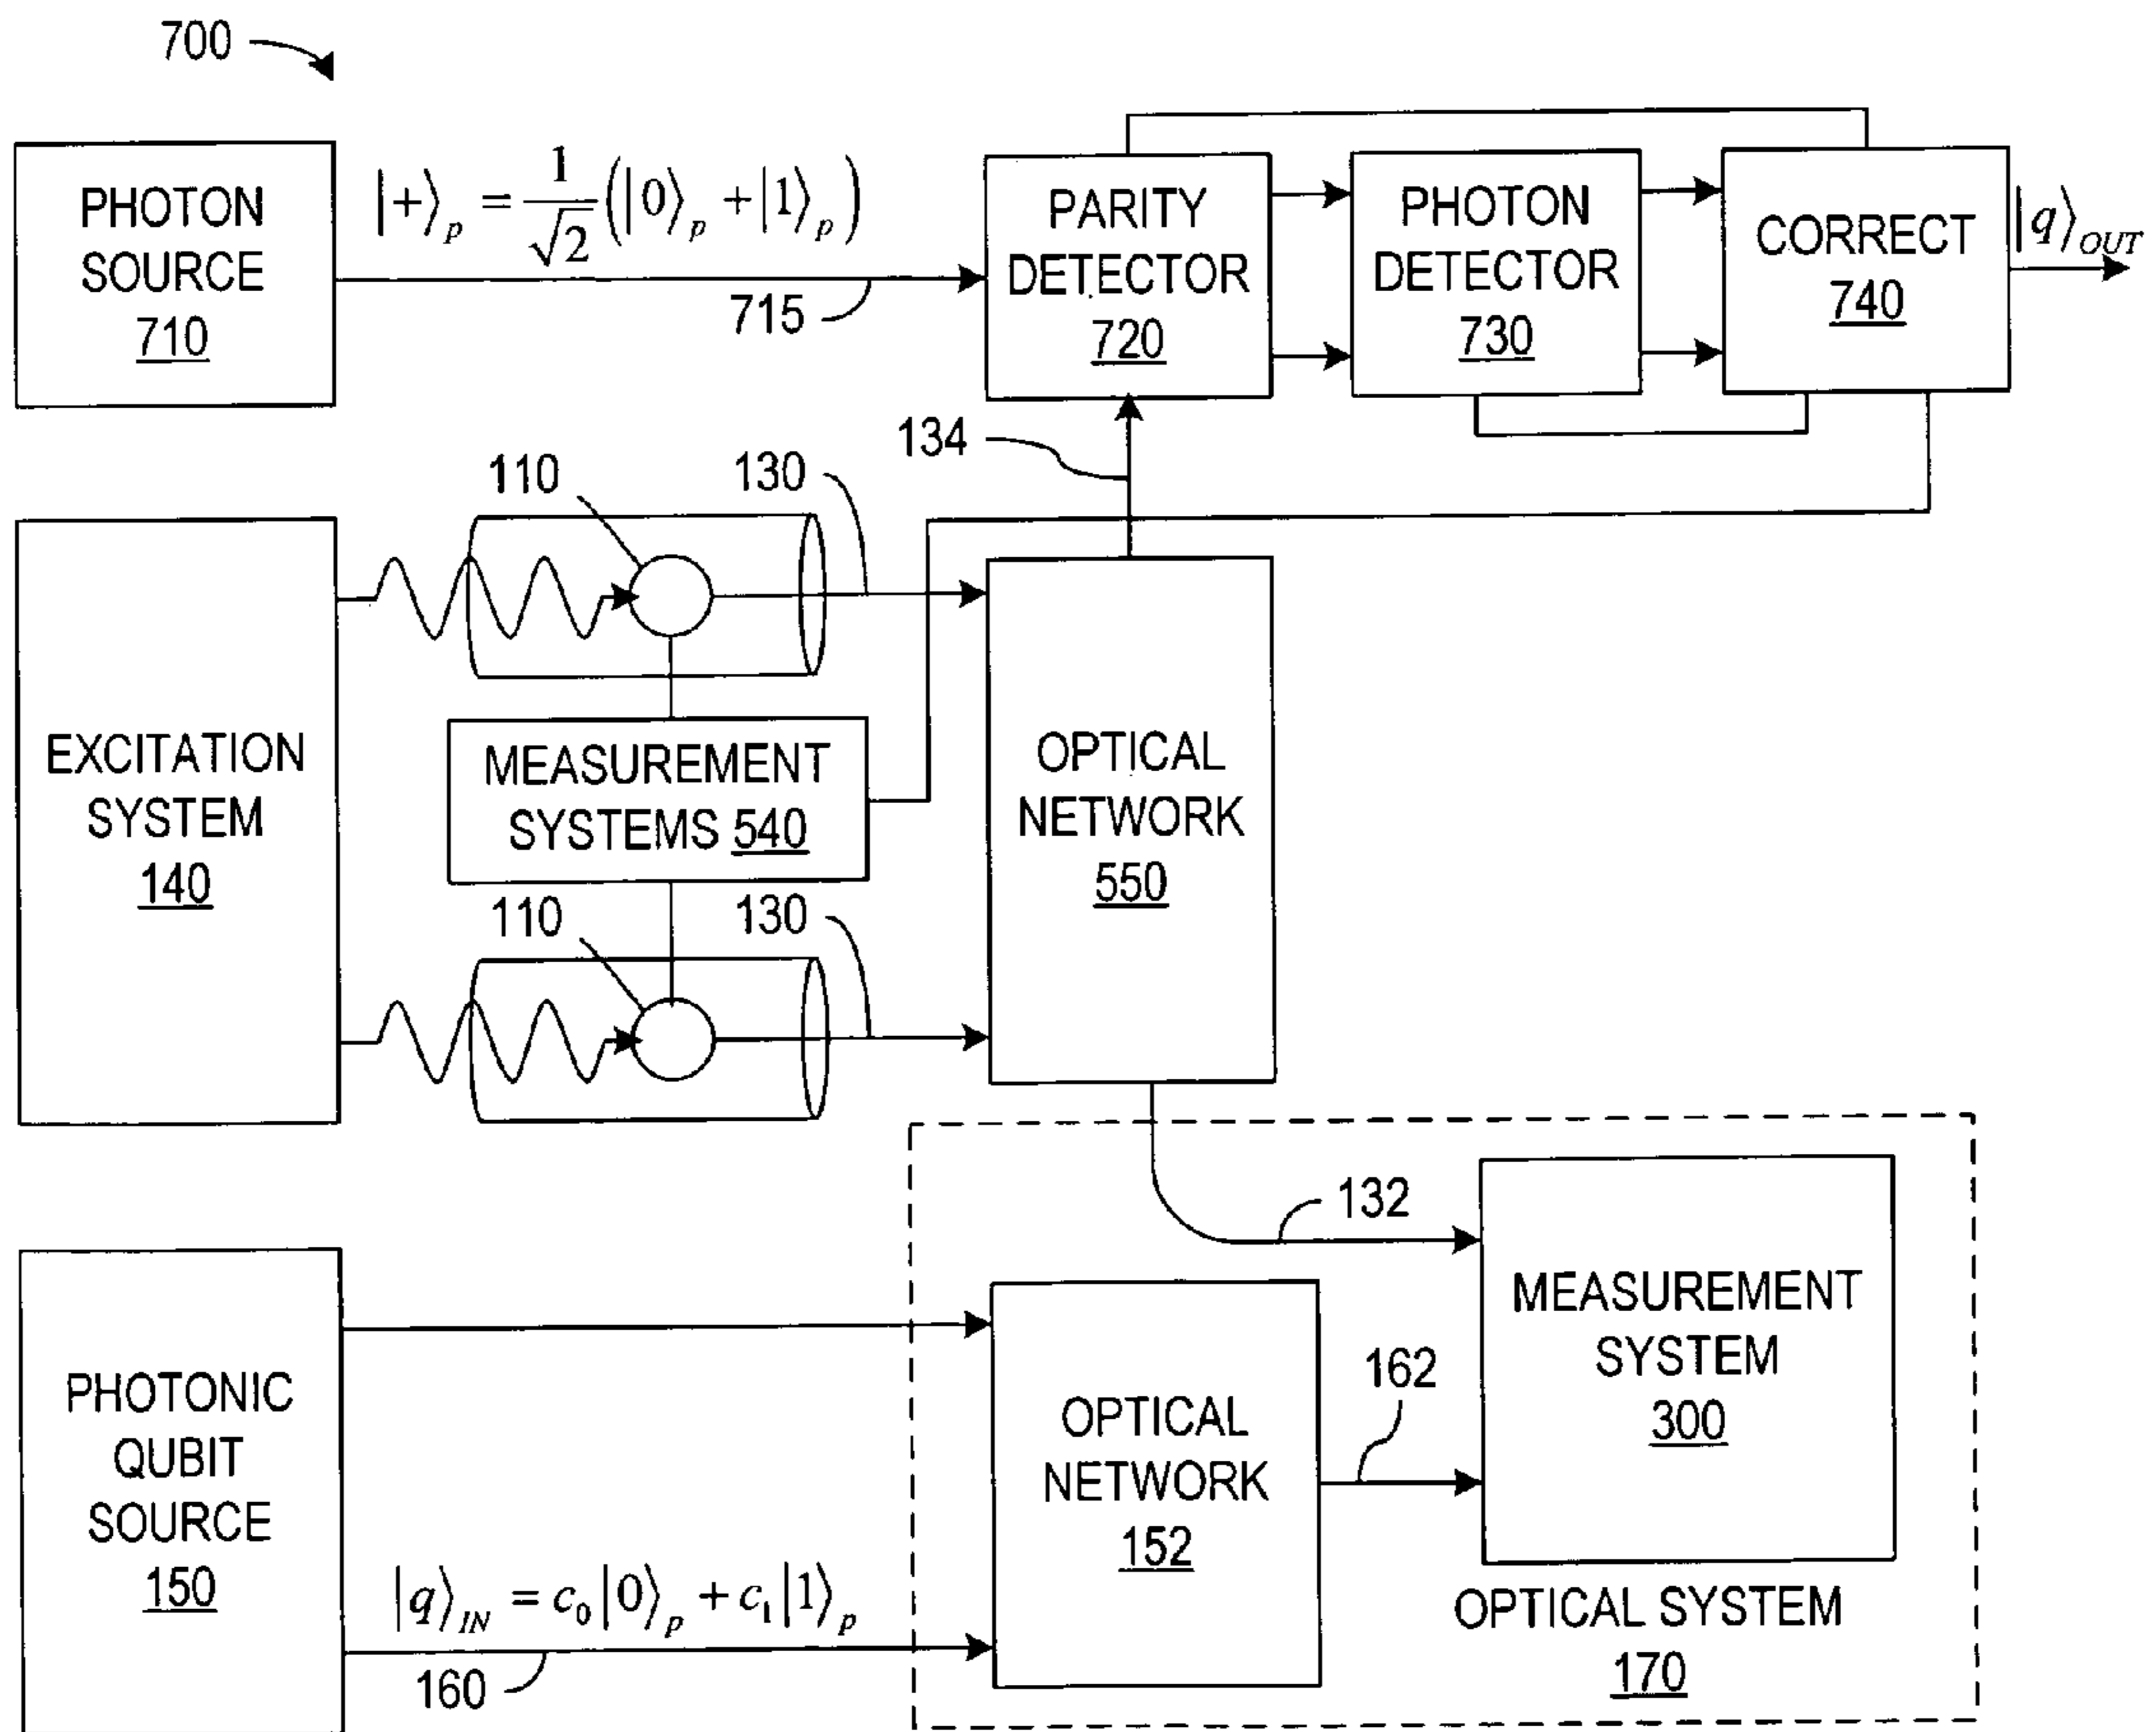 700
PHOTON
SOURCE
710
|+⟩p = 1/√2 (|0⟩p + |1⟩p)
715
PARITY
DETECTOR
720
PHOTON
DETECTOR
730
CORRECT
740
|q⟩OUT
134
110
130
EXCITATION
SYSTEM
140
MEASUREMENT
SYSTEMS 540
OPTICAL
NETWORK
550
110
130
132
MEASUREMENT
SYSTEM
300
PHOTONIC
QUBIT
SOURCE
150
162
OPTICAL
NETWORK
152
|q⟩IN = c0|0⟩p + c1|1⟩p
160
OPTICAL SYSTEM
170